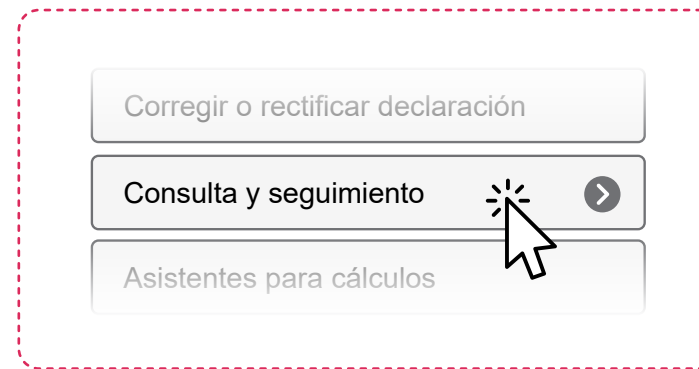 Corregir o rectificar declaración
Consulta y seguimiento
Asistentes para cálculos